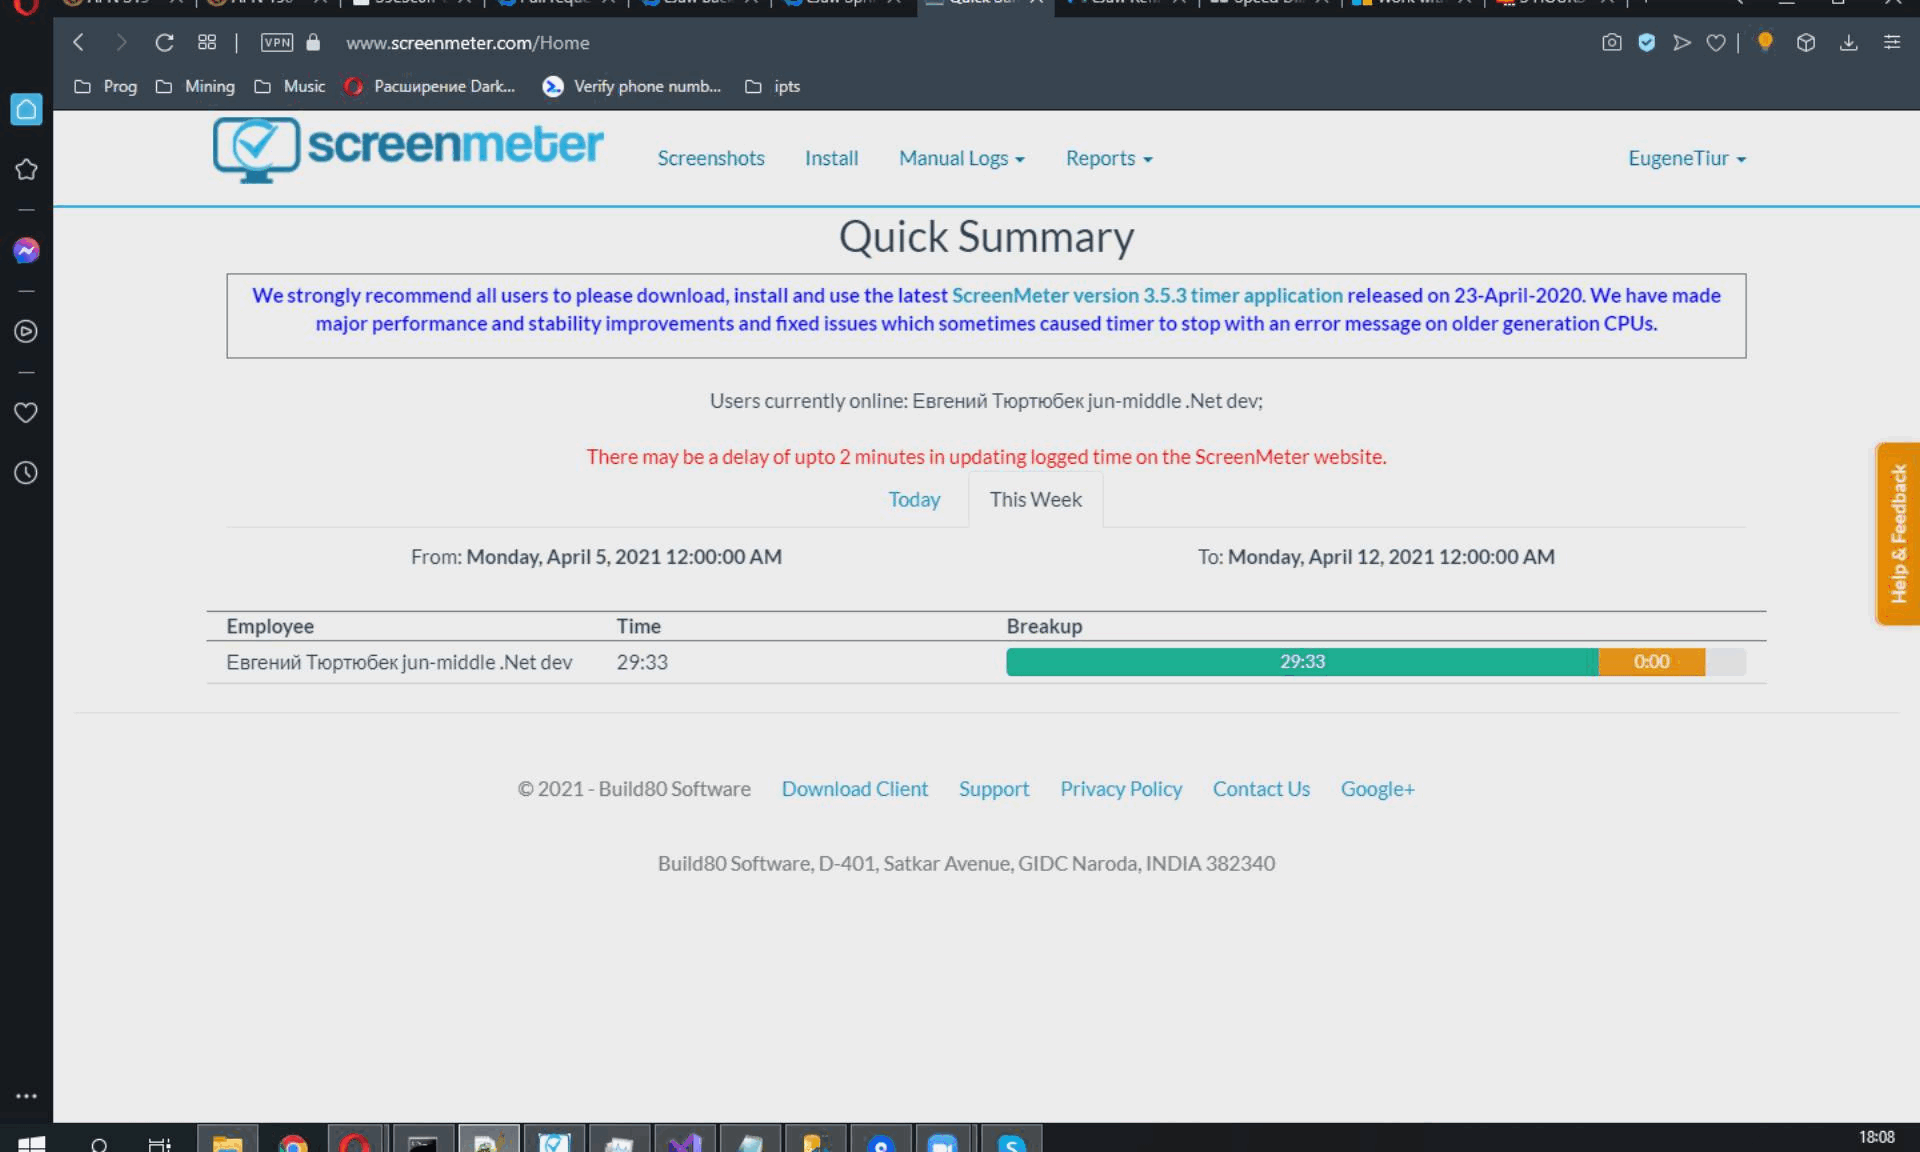 VPN
www.screenmeter.com/Home
Prog
Mining
Music
Расширение Dark...
Verify phone numb...
ipts
screenmeter
Screenshots
Install
Manual Logs
Reports
EugeneTiur
Quick Summary
We strongly recommend all users to please download, install and use the latest ScreenMeter version 3.5.3 timer application released on 23-April-2020. We have made
major performance and stability improvements and fixed issues which sometimes caused timer to stop with an error message on older generation CPUs.
Users currently online: Евгений Тюртюбек jun-middle .Net dev;
There may be a delay of upto 2 minutes in updating logged time on the ScreenMeter website.
Today
This Week
Help & Feedback
From: Monday, April 5, 2021 12:00:00 AM
To: Monday, April 12, 2021 12:00:00 AM
Employee
Time
Breakup
Евгений Тюртюбек jun-middle .Net dev
29:33
29:33
0:00
© 2021 - Build80 Software
Download Client
Support
Privacy Policy
Contact Us
Google+
Build80 Software, D-401, Satkar Avenue, GIDC Naroda, INDIA 382340
18:08